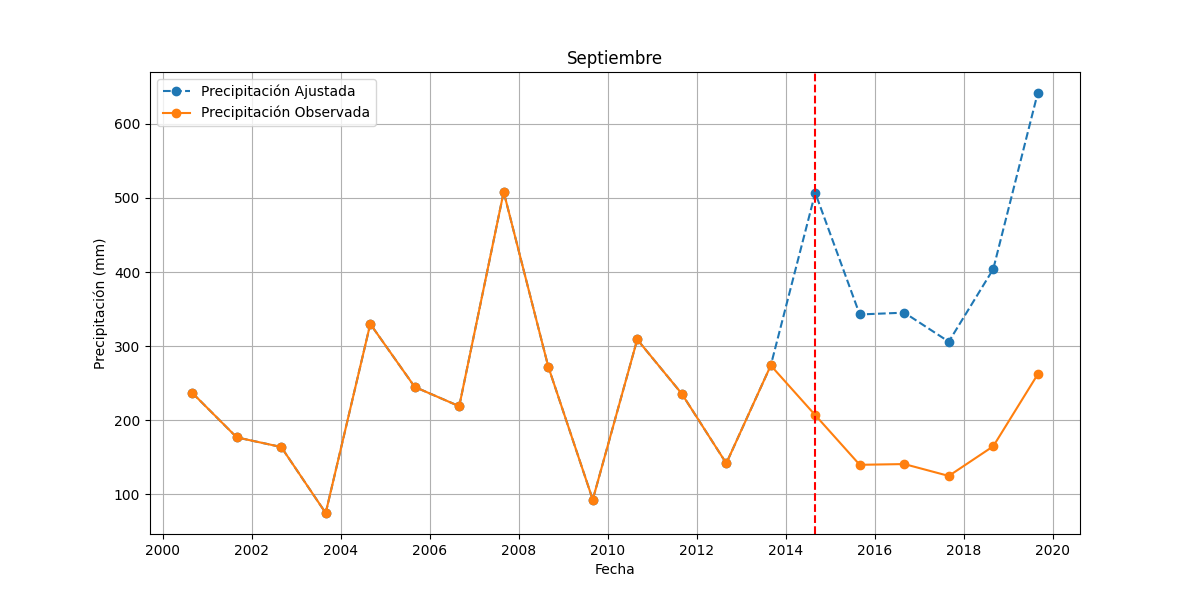 Septiembre
Precipitación Ajustada
Precipitación Observada
Precipitación (mm)
600
500
400
300
200
100
2000 2002 2004 2006 2008 2010 2012 2014 2016 2018 2020
Fecha